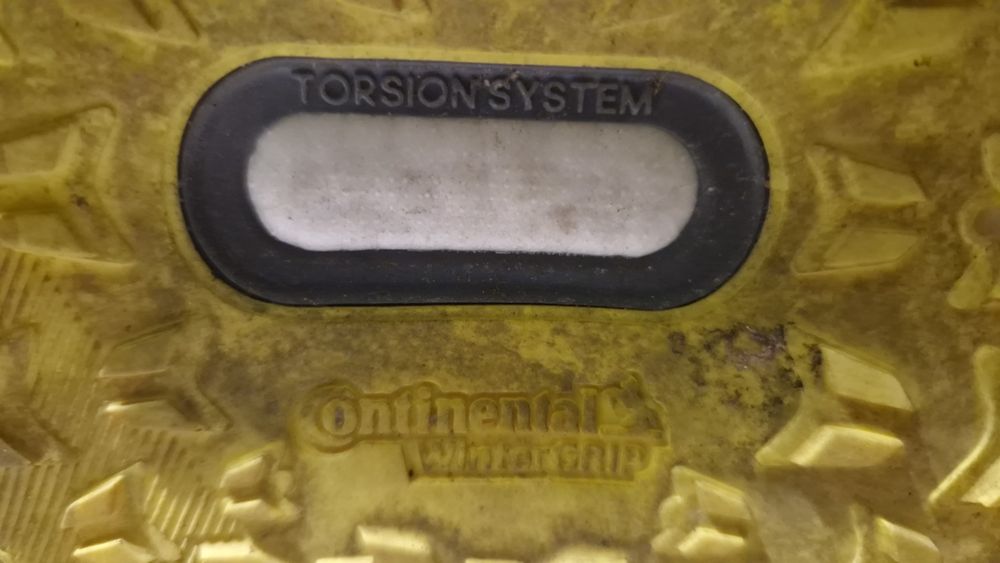 TORSION SYSTEM
Continental
WinterGRIP